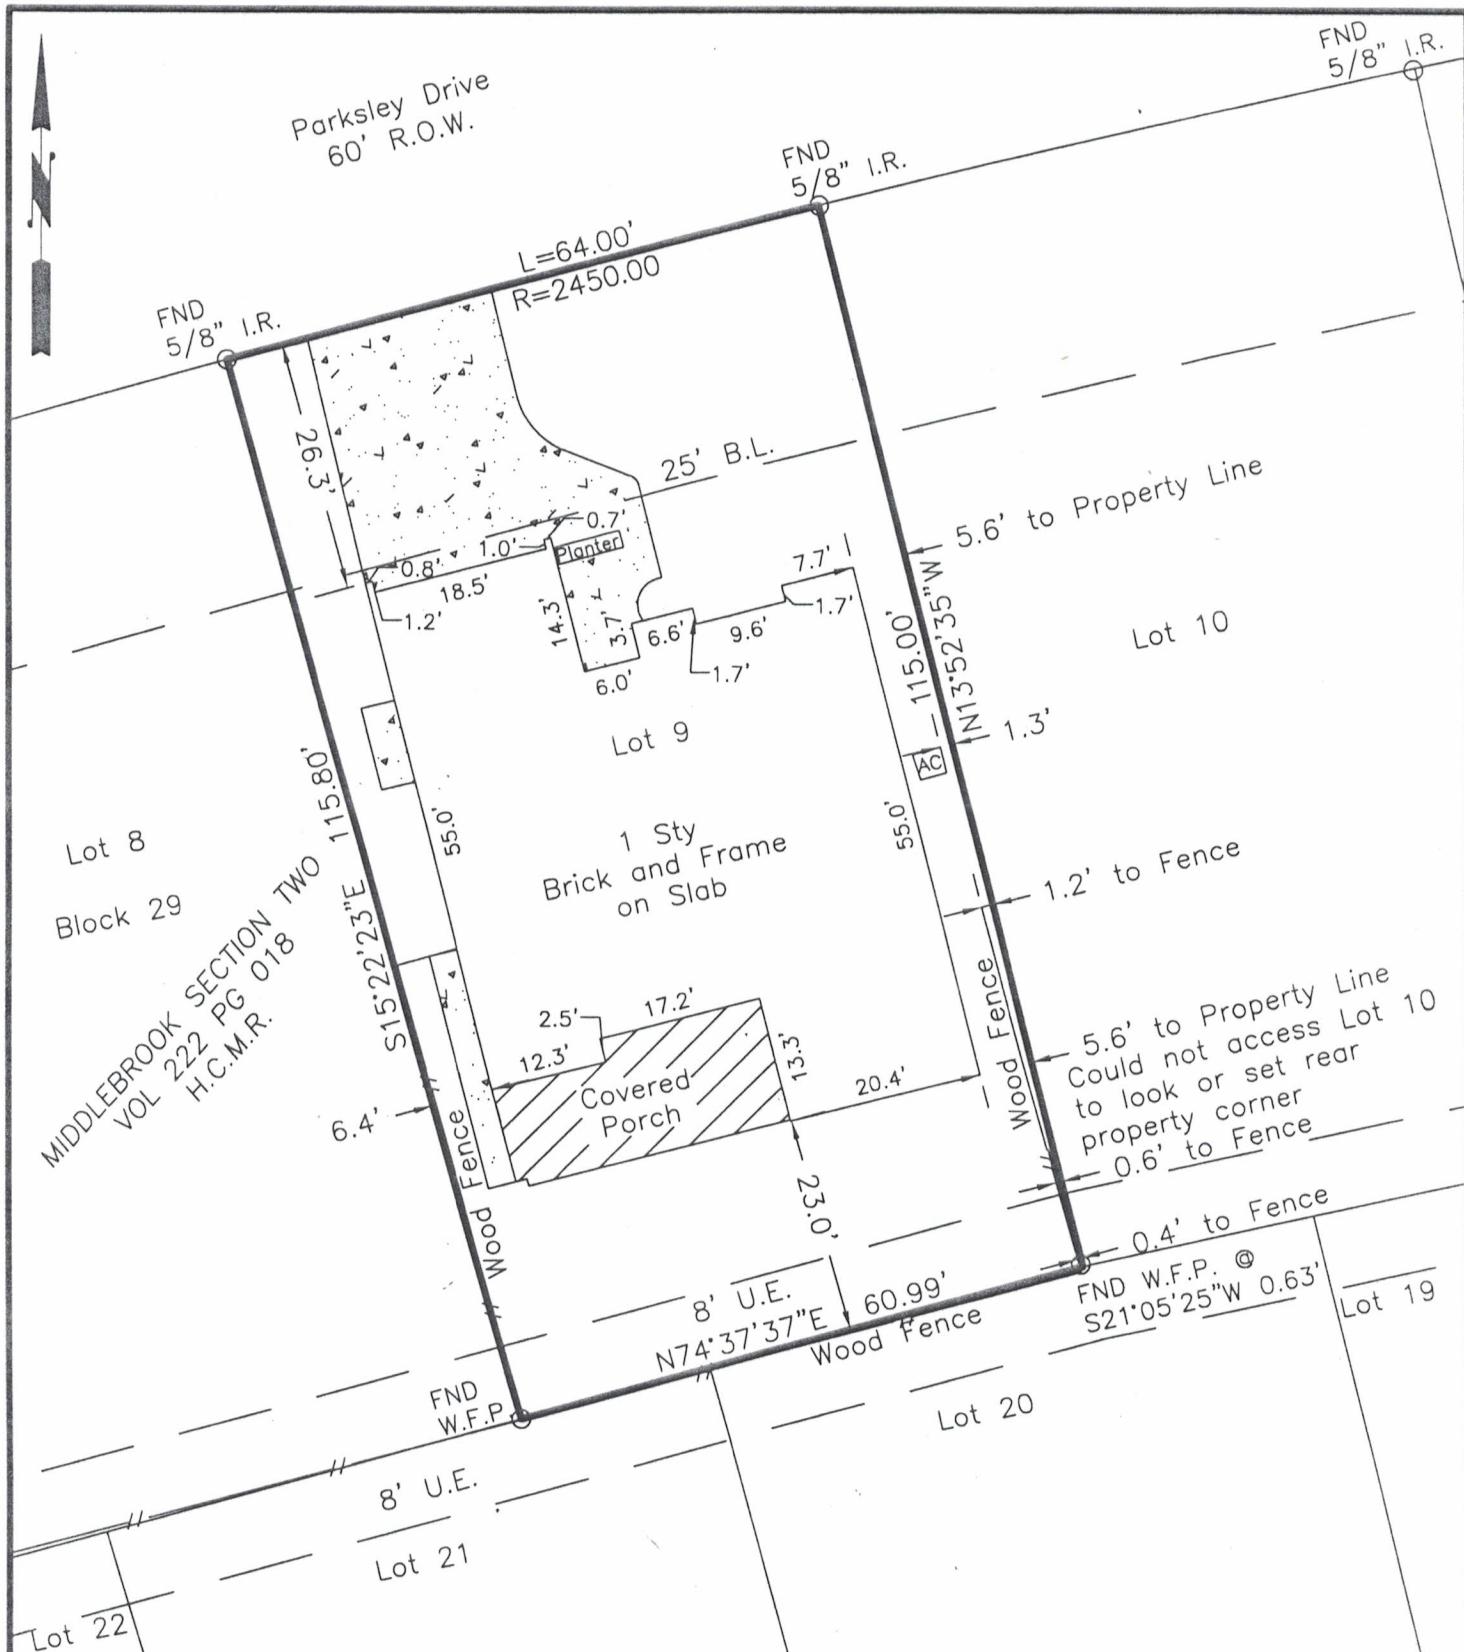 N
Parksley Drive
60' R.O.W.
FND
5/8" I.R.
FND
5/8" I.R.
FND
5/8" I.R.
L=64.00'
R=2450.00
26.3'
25' B.L.
0.7'
1.0'
Planter
0.8'
18.5'
1.2'
14.3'
3.7'
6.6'
6.0'
9.6'
1.7'
7.7'
1.7'
5.6' to Property Line
115.00'
N13°52'35"W
Lot 10
1.3'
AC
Lot 9
55.0'
55.0'
1 Sty
Brick and Frame
on Slab
115.80'
S15°22'23"E
Lot 8
Block 29
MIDDLEBROOK SECTION TWO
VOL 222 PG 018
H.C.M.R.
1.2' to Fence
Wood Fence
17.2'
2.5'
12.3'
13.3'
Covered
Porch
20.4'
6.4'
Wood Fence
5.6' to Property Line
Could not access Lot 10
to look or set rear
property corner
0.6' to Fence
0.4' to Fence
23.0'
8' U.E.
N74°37'37"E
60.99'
Wood Fence
FND W.F.P. @
S21°05'25"W 0.63'
Lot 19
FND
W.F.P.
Lot 20
8' U.E.
Lot 21
Lot 22